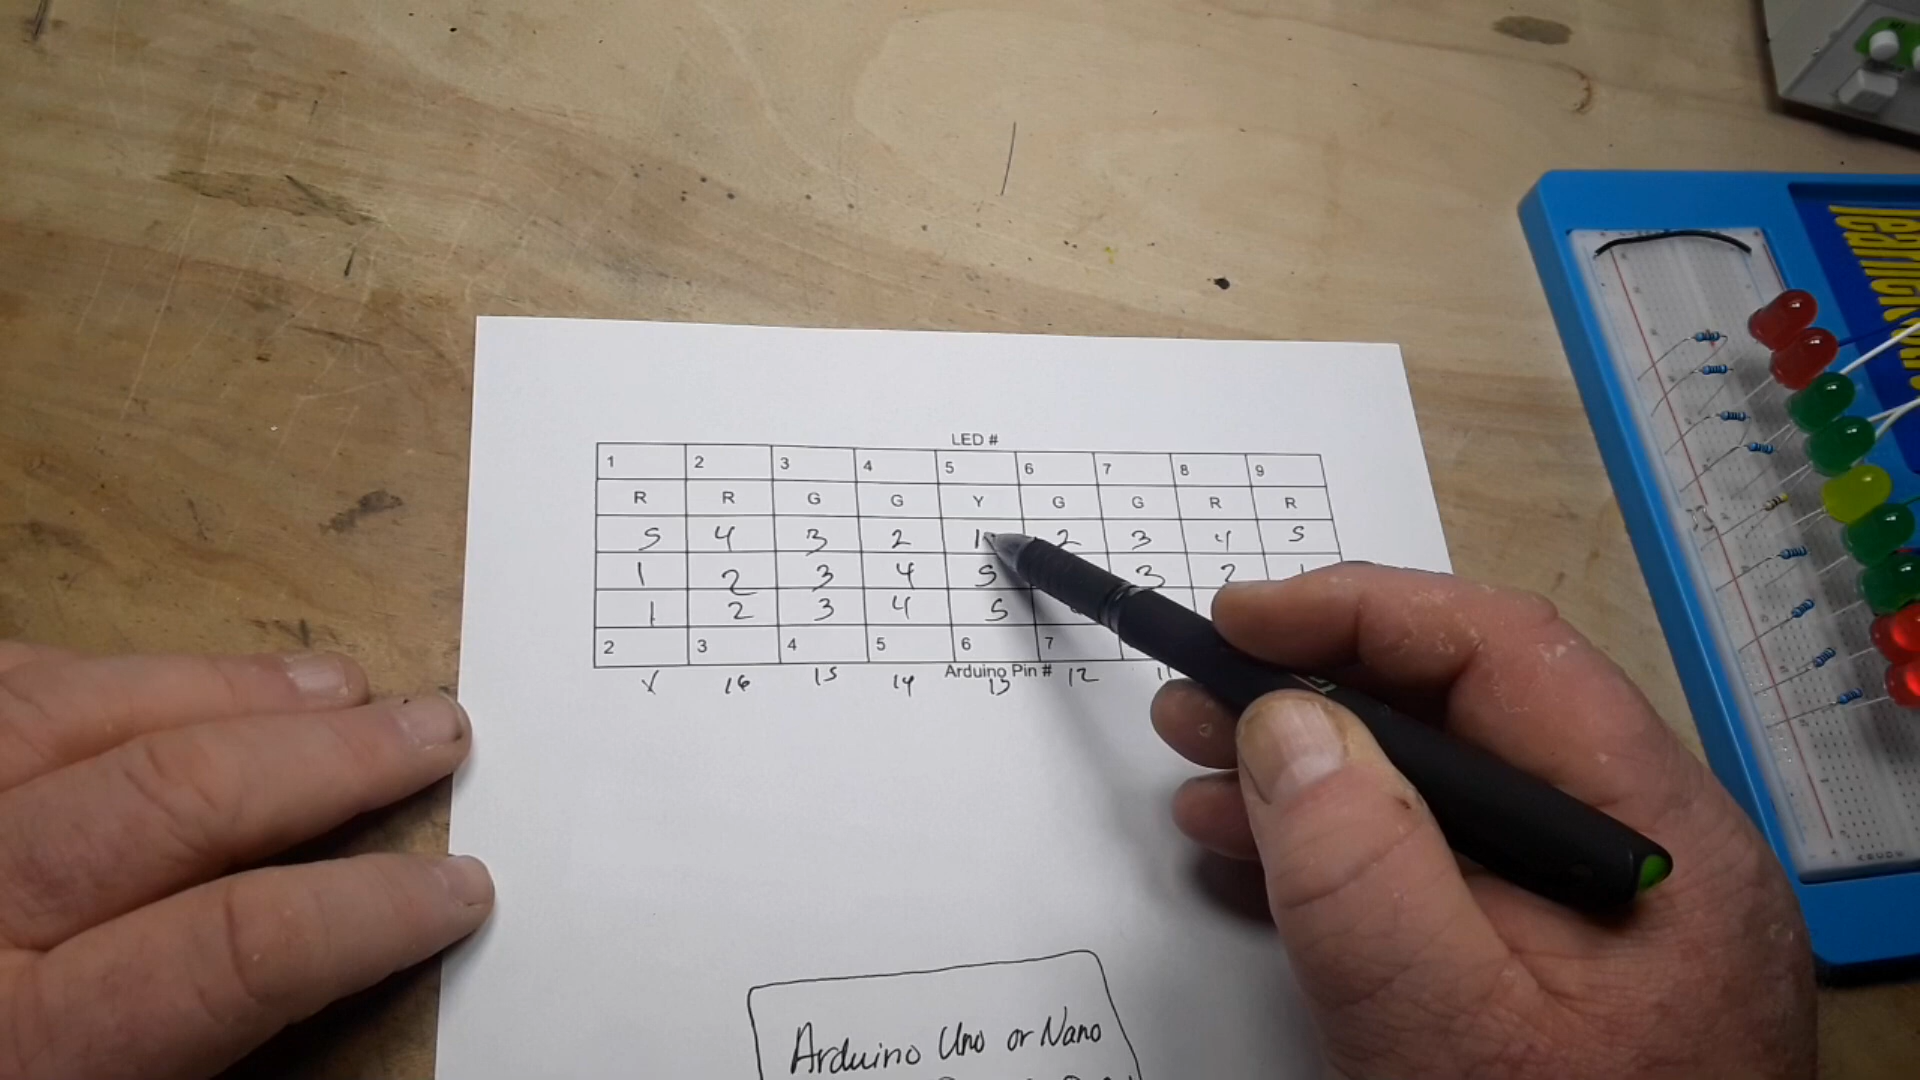 LED #
1 2 3 4 5 6 7 8 9
R R G G Y G G R R
5 4 3 2 1 2 3 4 5
1 2 3 4 5 3 2
1 2 3 4 5
2 3 4 5 6 7
Arduino Pin #
X 16 15 14 13 12 11
Arduino Uno or Nano